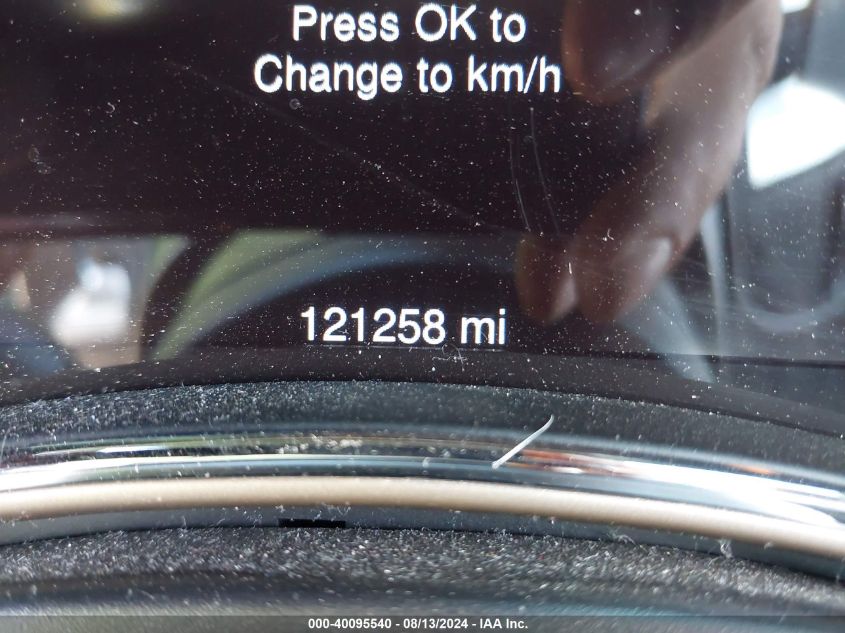 Press OK to
Change to km/h
121258 mi
000-40095540 - 08/13/2024 - IAA Inc.